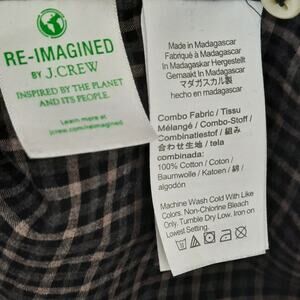 RE-IMAGINED
BY J.CREW
INSPIRED BY THE PLANET
AND IT'S PEOPLE.
Learn more at
jcrew.com/reimagined
Made in Madagascar
Fabriqué à Madagascar
In Madagaskar Hergestellt
Gemaakt In Madagaskar
マダガスカル製
hecho en madagascar
Combo Fabric / Tissu
Mélangé / Combo-Stoff /
Combinatiestof / 組み
合わせ生地 / tela
combinada:
100% Cotton / Coton /
Baumwolle / Katoen / 綿 /
algodón
Machine Wash Cold With Like
Colors. Non-Chlorine Bleach
Only. Tumble Dry Low. Iron on
Lowest Setting.